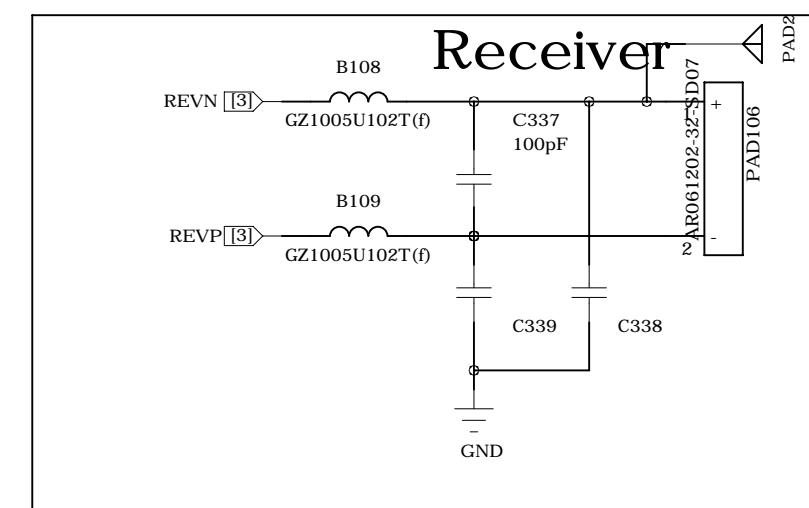 Receiver
PAD2
B108
REVN [3]
GZ1005U102T(f)
C337
100pF
AR061202-32-SD07
+
PAD106
B109
REVP [3]
GZ1005U102T(f)
2
-
C339
C338
GND